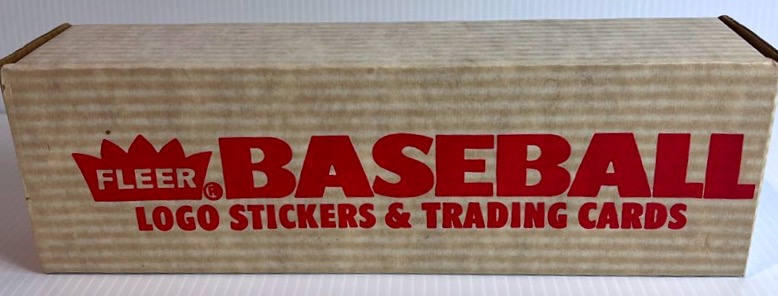 FLEER® BASEBALL
LOGO STICKERS & TRADING CARDS